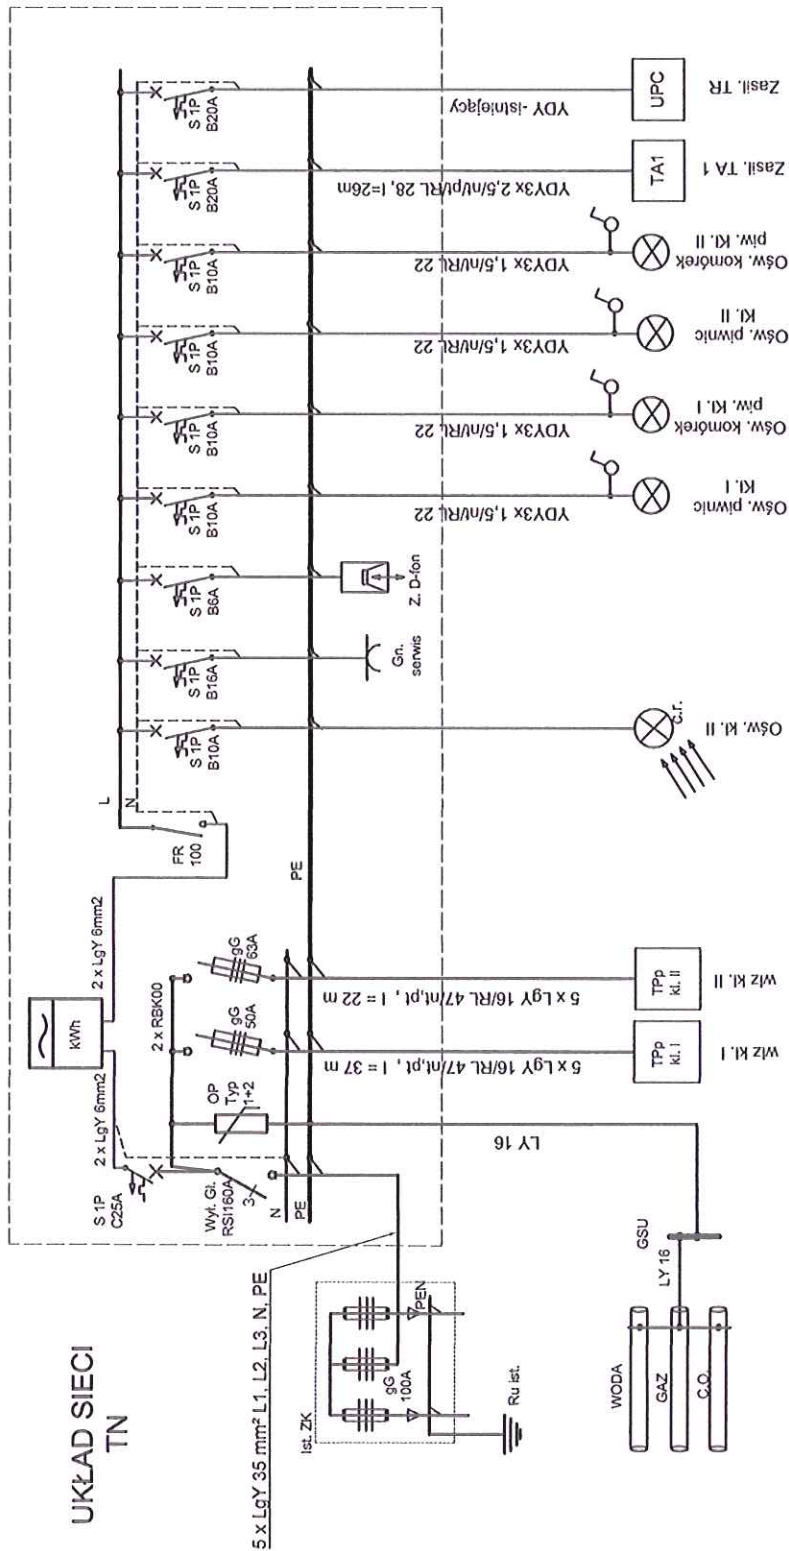 UKŁAD SIECI
TN
5 x LgY 35 mm² L1, L2, L3, N, PE
Ist. ZK
gG
100A
PEN
Ru ist.
WODA
GAZ
C.O.
LY 16
GSU
LY 16
S 1P
C25A
2 x LgY 6mm2
kWh
2 x LgY 6mm2
Wył. Gł.
RSI160A
3
N
PE
OP
Typ
1+2
2 x RBK00
gG
50A
gG
63A
5 x LgY 16/RL 47/nt,pt , l = 37 m
5 x LgY 16/RL 47/nt,pt , l = 22 m
TPp
kl. I
wlz kl. I
TPp
kl. II
wlz kl. II
PE
FR
100
L
N
S 1P
B10A
c.r.
Ośw. kl. II
S 1P
B16A
Gn.
serwis
S 1P
B6A
Z. D-fon
S 1P
B10A
YDY3x 1,5/nt/RL 22
Ośw. piwnic
Kl. I
S 1P
B10A
YDY3x 1,5/nt/RL 22
Ośw. komórek
piw. Kl. I
S 1P
B10A
YDY3x 1,5/nt/RL 22
Ośw. piwnic
Kl. II
S 1P
B10A
YDY3x 1,5/nt/RL 22
Ośw. komórek
piw. Kl. II
S 1P
B20A
YDY3x 2,5/nt/pt/RL 28, l=26m
TA1
Zasil. TA 1
S 1P
B20A
YDY -istniejący
UPC
Zasil. TR